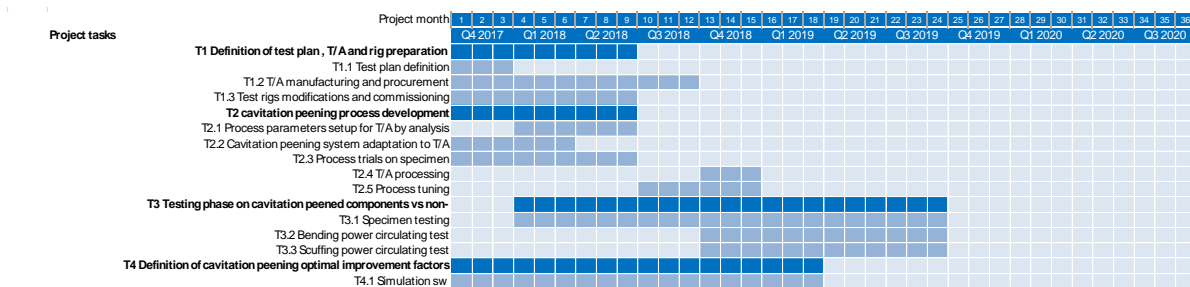 Project month 1 2 3 4 5 6 7 8 9 10 11 12 13 14 15 16 17 18 19 20 21 22 23 24 25 26 27 28 29 30 31 32 33 34 35 36
Project tasks Q4 2017 Q1 2018 Q2 2018 Q3 2018 Q4 2018 Q1 2019 Q2 2019 Q3 2019 Q4 2019 Q1 2020 Q2 2020 Q3 2020
T1 Definition of test plan , T/A and rig preparation
T1.1 Test plan definition
T1.2 T/A manufacturing and procurement
T1.3 Test rigs modifications and commissioning
T2 cavitation peening process development
T2.1 Process parameters setup for T/A by analysis
T2.2 Cavitation peening system adaptation to T/A
T2.3 Process trials on specimen
T2.4 T/A processing
T2.5 Process tuning
T3 Testing phase on cavitation peened components vs non-
T3.1 Specimen testing
T3.2 Bending power circulating test
T3.3 Scuffing power circulating test
T4 Definition of cavitation peening optimal improvement factors
T4.1 Simulation sw